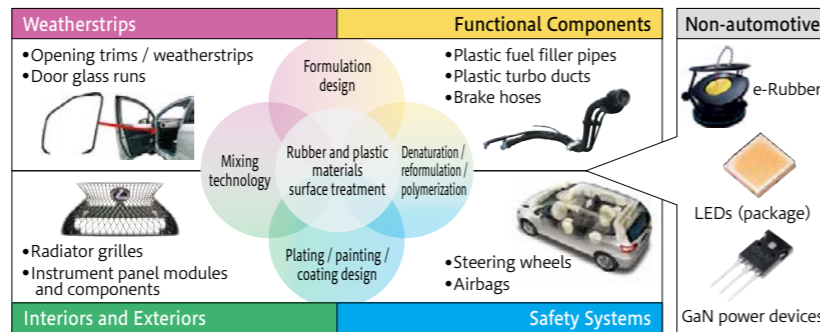 Weatherstrips
•Opening trims / weatherstrips
•Door glass runs
Functional Components
•Plastic fuel filler pipes
•Plastic turbo ducts
•Brake hoses
Non-automotive
e-Rubber
LEDs (package)
GaN power devices
Formulation
design
Mixing
technology
Rubber and plastic
materials
surface treatment
Denaturation /
reformulation /
polymerization
Plating / painting /
coating design
•Radiator grilles
•Instrument panel modules
and components
Interiors and Exteriors
•Steering wheels
•Airbags
Safety Systems